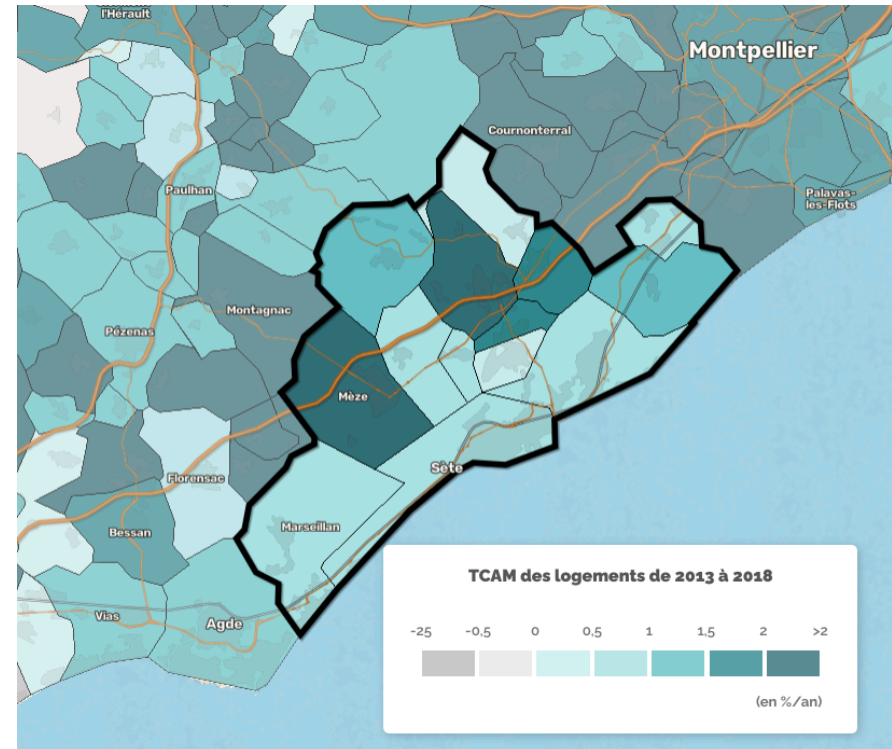 l'Hérault
Montpellier
Cournonterral
Paulhan
Palavas-
les-Flots
Montagnac
Pézenas
Mèze
Florensac
Sète
Marseillan
Bessan
Vias
Agde
TCAM des logements de 2013 à 2018
-25 -0,5 0 0,5 1 1,5 2 >2
(en %/an)